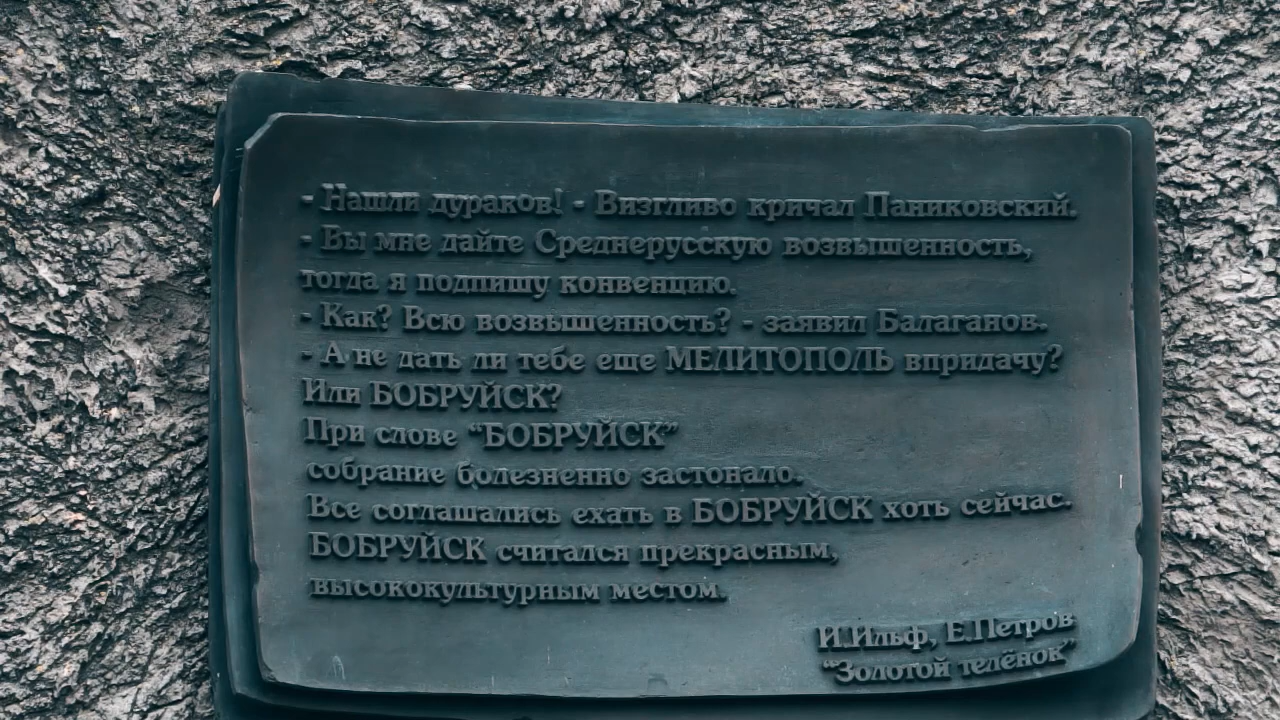 - Нашли дураков! - Визгливо кричал Паниковский.
- Вы мне дайте Среднерусскую возвышенность,
тогда я подпишу конвенцию.
- Как? Всю возвышенность? - заявил Балаганов.
- А не дать ли тебе еще МЕЛИТОПОЛЬ впридачу?
Или БОБРУЙСК?
При слове “БОБРУЙСК”
собрание болезненно застонало.
Все соглашались ехать в БОБРУЙСК хоть сейчас.
БОБРУЙСК считался прекрасным,
высококультурным местом.
И.Ильф, Е.Петров
“Золотой телёнок”